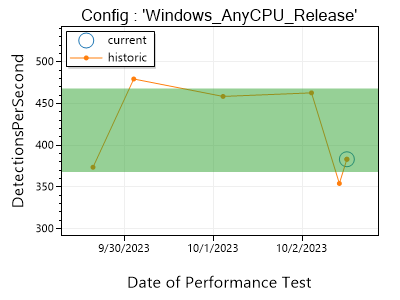 Config : 'Windows_AnyCPU_Release'
current
historic
DetectionsPerSecond
500
450
400
350
300
9/30/2023
10/1/2023
10/2/2023
Date of Performance Test